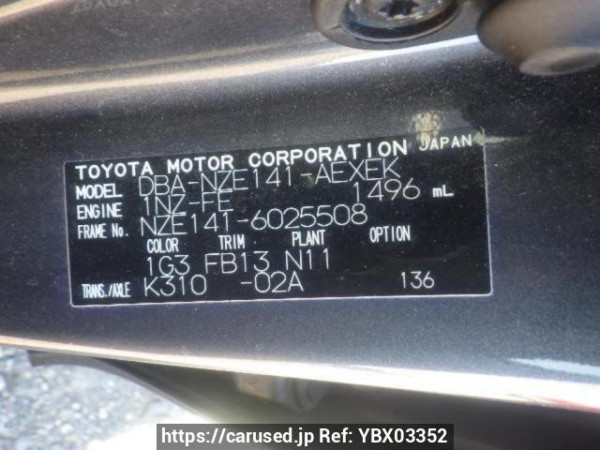 TOYOTA MOTOR CORPORATION JAPAN
MODEL DBA-NZE141-AEXEK
ENGINE 1NZ-FE 1496 mL
FRAME No. NZE141-6025508
COLOR TRIM PLANT OPTION
1G3 FB13 N11
TRANS./AXLE K310 -02A 136
https://carused.jp Ref: YBX03352